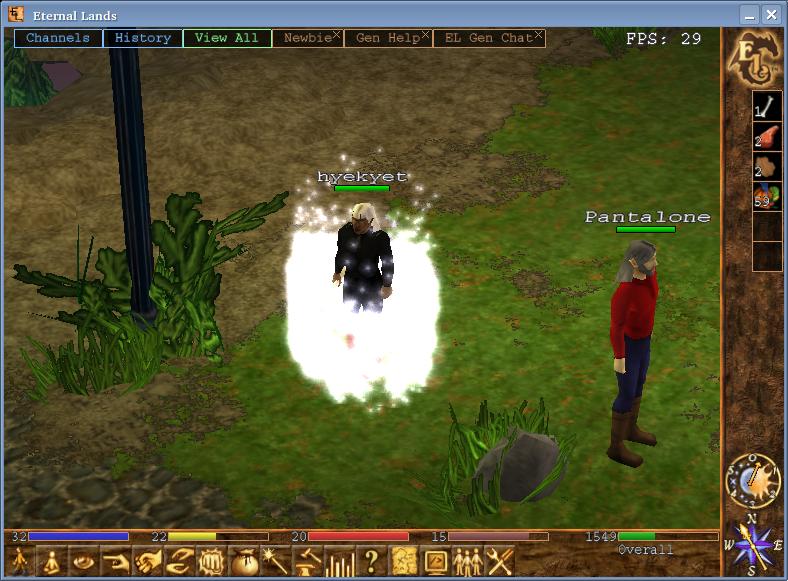 Eternal Lands
Channels History View All Newbie× Gen Help× EL Gen Chat× FPS: 29
hyekyet
Pantalone
1
2
2
59
32 22 20 15 1549
Overall
N
W E
S